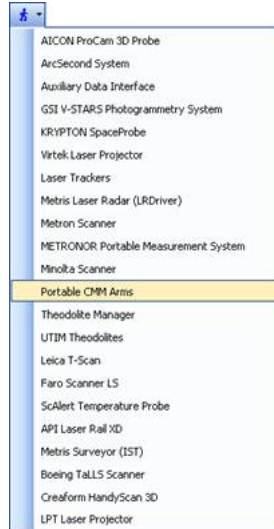 AICON ProCam 3D Probe
ArcSecond System
Auxiliary Data Interface
GSI V-STARS Photogrammetry System
KRYPTON SpaceProbe
Virtek Laser Projector
Laser Trackers
Metris Laser Radar (LRDriver)
Metron Scanner
METRONOR Portable Measurement System
Minolta Scanner
Portable CMM Arms
Theodolite Manager
UTIM Theodolites
Leica T-Scan
Faro Scanner LS
ScAlert Temperature Probe
API Laser Rail XD
Metris Surveyor (IST)
Boeing TaLLS Scanner
Creaform HandyScan 3D
LPT Laser Projector